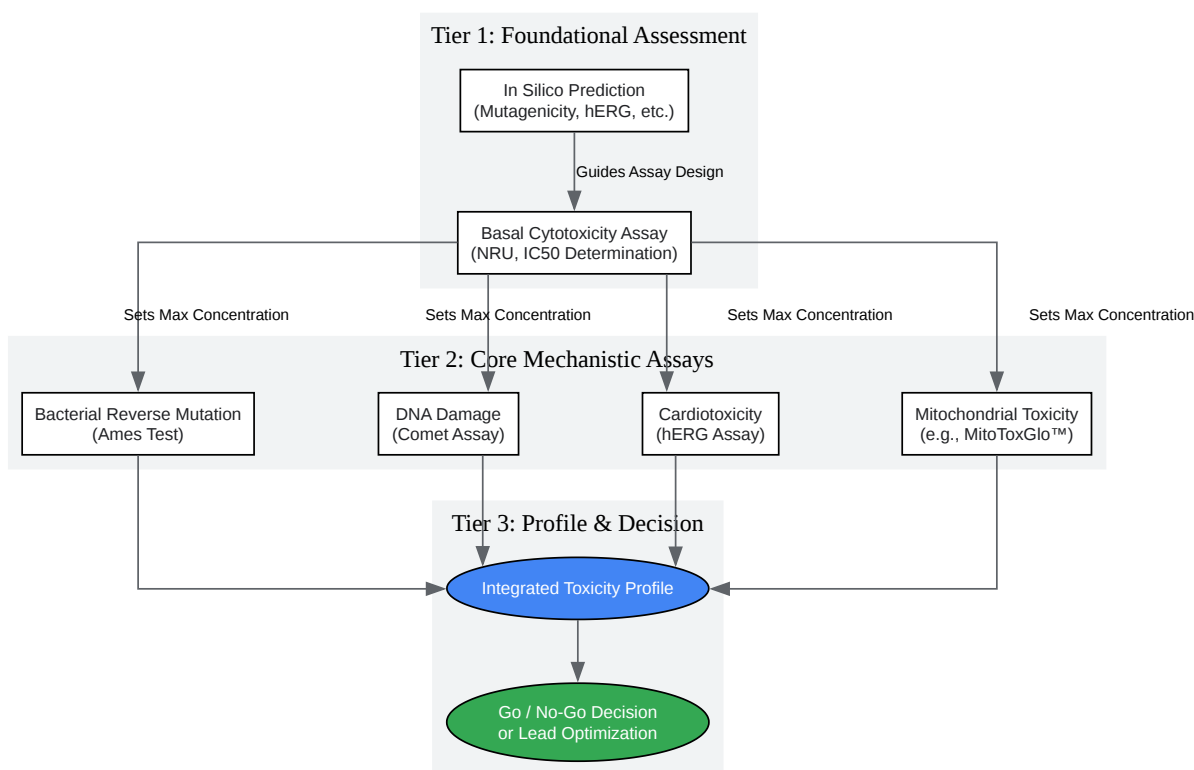 Tier 1: Foundational Assessment
In Silico Prediction
(Mutagenicity, hERG, etc.)
Guides Assay Design
Basal Cytotoxicity Assay
(NRU, IC50 Determination)
Sets Max Concentration
Sets Max Concentration
Sets Max Concentration
Sets Max Concentration
Tier 2: Core Mechanistic Assays
Bacterial Reverse Mutation
(Ames Test)
DNA Damage
(Comet Assay)
Cardiotoxicity
(hERG Assay)
Mitochondrial Toxicity
(e.g., MitoToxGlo™)
Tier 3: Profile & Decision
Integrated Toxicity Profile
Go / No-Go Decision
or Lead Optimization